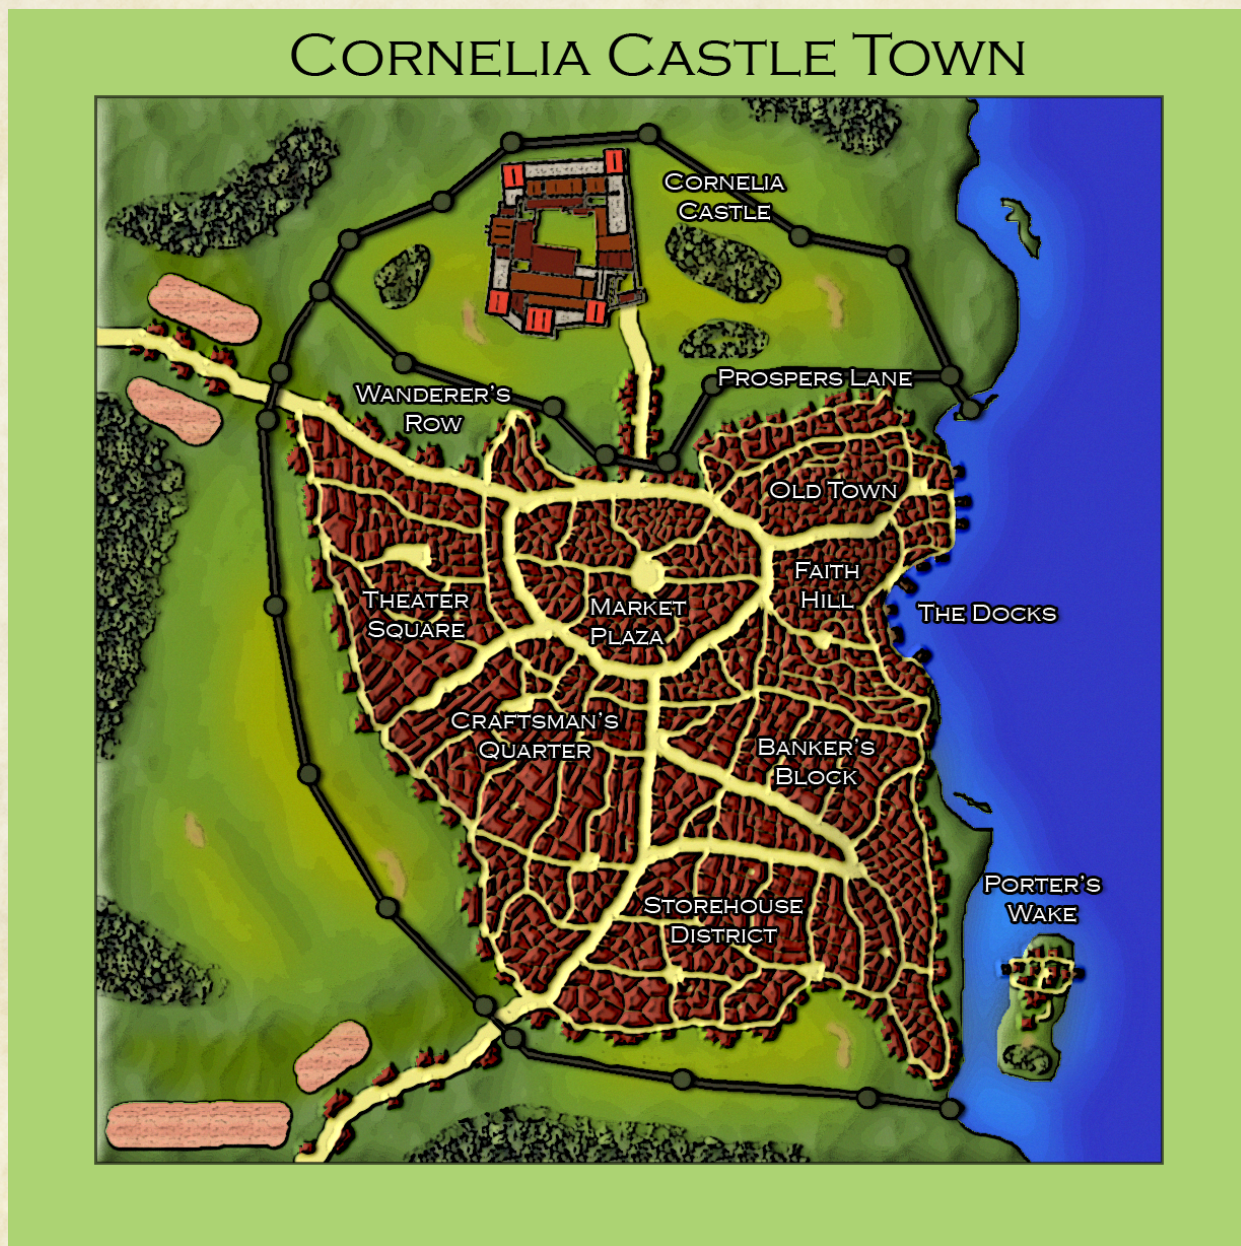 Cornelia Castle Town
Cornelia
Castle
Prospers Lane
Wanderer's
Row
Old Town
Faith
Hill
Theater
Square
Market
Plaza
The Docks
Craftsman's
Quarter
Banker's
Block
Porter's
Wake
Storehouse
District